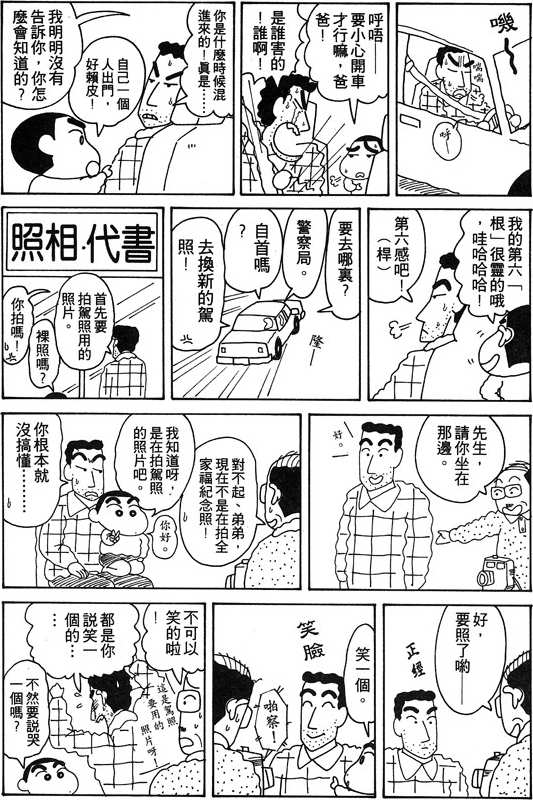 嘰
喘
喘
呼
呼唔——
要小心開車
才行嘛，爸
爸！
是誰害的
！誰啊！
你是什麼時候混
進來的！真是……
自己一個
人出門，
好賴皮！
我明明沒有
告訴你，你怎
麼會知道的？
我的第六「
根」很靈的哦
，哇哈哈哈！
第六感吧！
（桿）
要去哪裏？
警察局。
自首嗎
？
去換新的駕
照！
隆—
照相·代書
首先要
拍駕照用的
照片。
裸照嗎？
你拍嗎！
先生，
請你坐在
那邊。
好。
對不起、弟弟，
現在不是在拍全
家福紀念照！
我知道呀，
是在拍駕照
的照片吧。
你好。
你根本就
沒搞懂……
好，
要照了喲
正經
笑一個。
笑臉
啪察！
不可以
笑的啦
！
這是駕照
要用的
照片呀！
都是你
說笑一
個的…
…
不然要說哭
一個嗎？